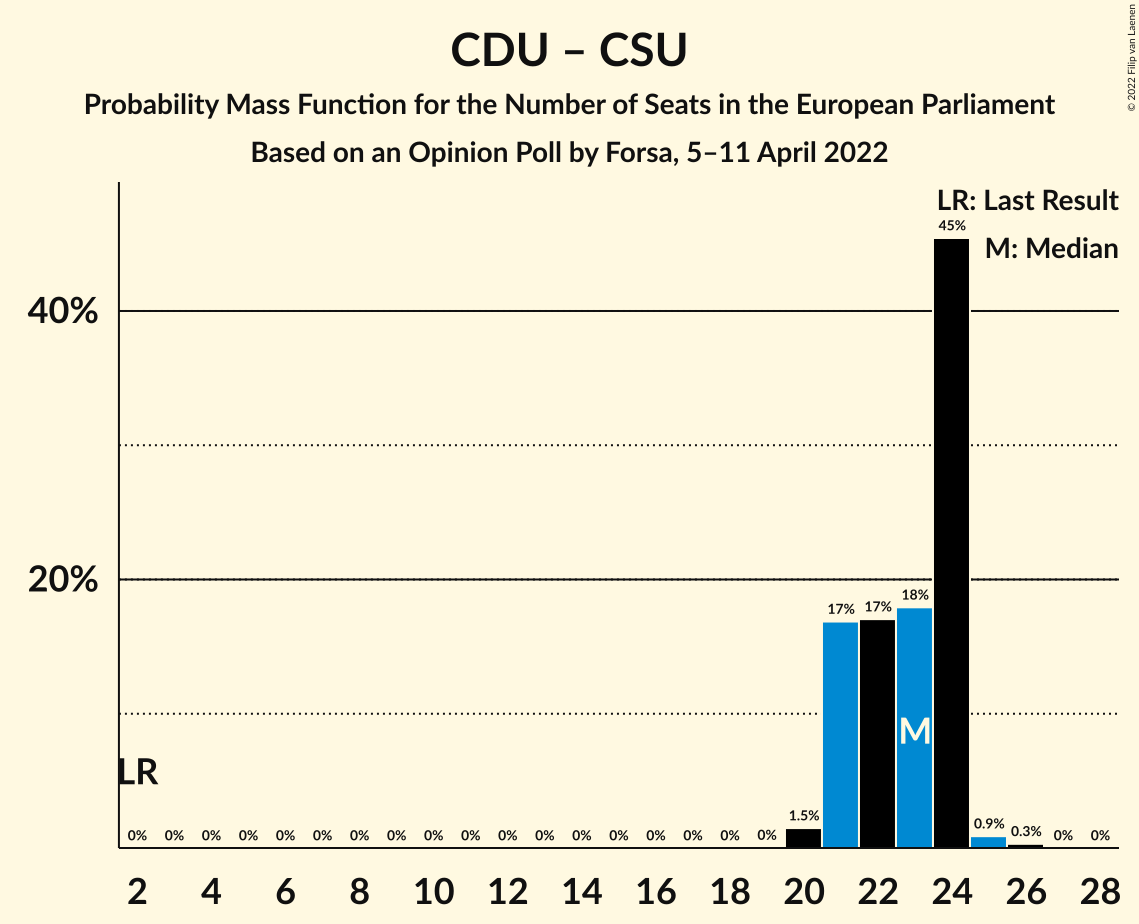 CDU – CSU
Probability Mass Function for the Number of Seats in the European Parliament
Based on an Opinion Poll by Forsa, 5–11 April 2022
© 2022 Filip van Laenen
LR: Last Result
M: Median
45%
40%
20%
17% 17% 18%
M
LR
0% 0% 0% 0% 0% 0% 0% 0% 0% 0% 0% 0% 0% 0% 0% 0% 0% 0% 1.5% 0.9% 0.3% 0% 0%
2 4 6 8 10 12 14 16 18 20 22 24 26 28